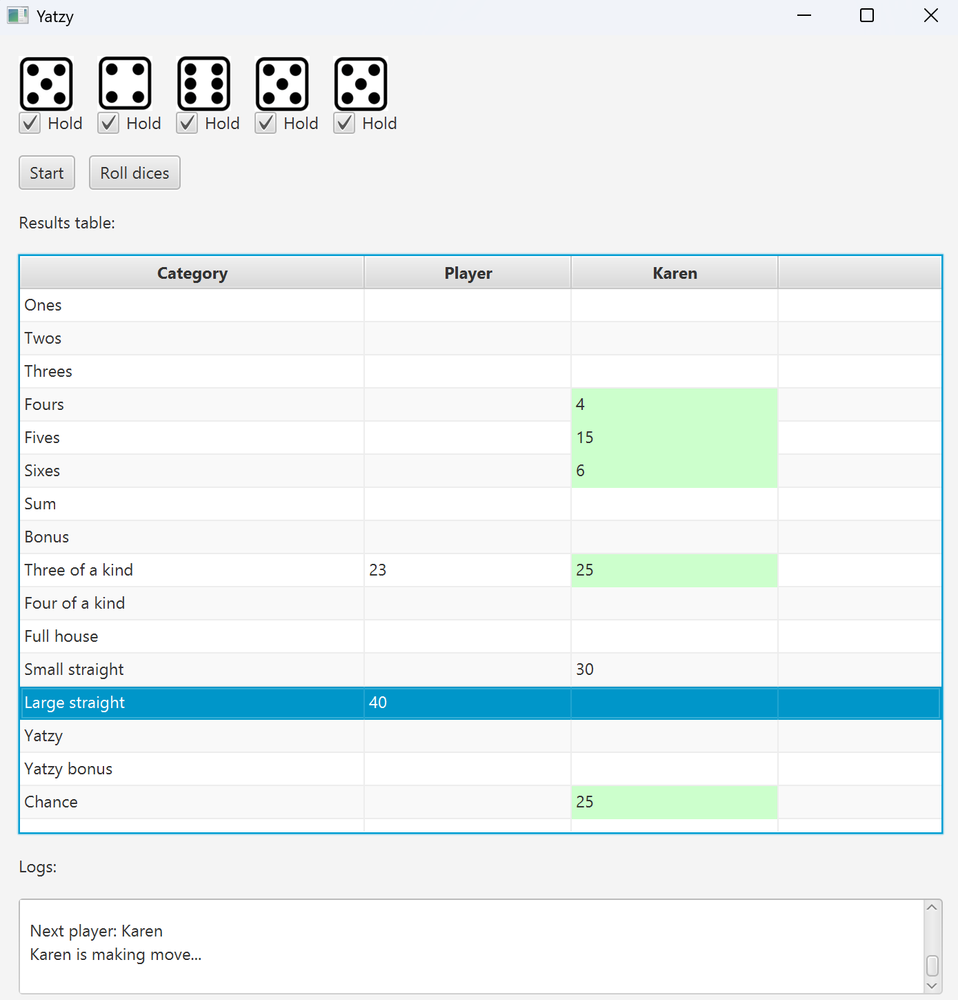 Yatzy
Hold Hold Hold Hold Hold
Start Roll dices
Results table:
Category Player Karen
Ones
Twos
Threes
Fours 4
Fives 15
Sixes 6
Sum
Bonus
Three of a kind 23 25
Four of a kind
Full house
Small straight 30
Large straight 40
Yatzy
Yatzy bonus
Chance 25
Logs:
Next player: Karen
Karen is making move...